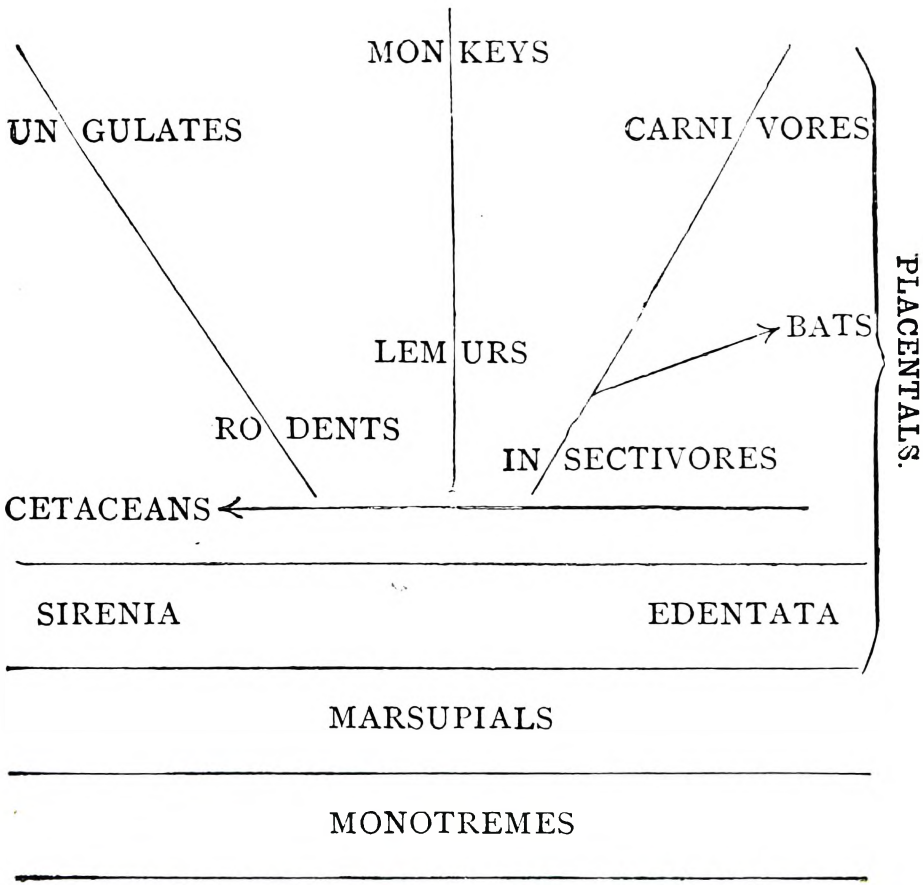 MONKEYS
UNGULATES
CARNIVORES
BATS
LEMURS
RODENTS
INSECTIVORES
CETACEANS
SIRENIA
EDENTATA
MARSUPIALS
MONOTREMES
PLACENTALS.